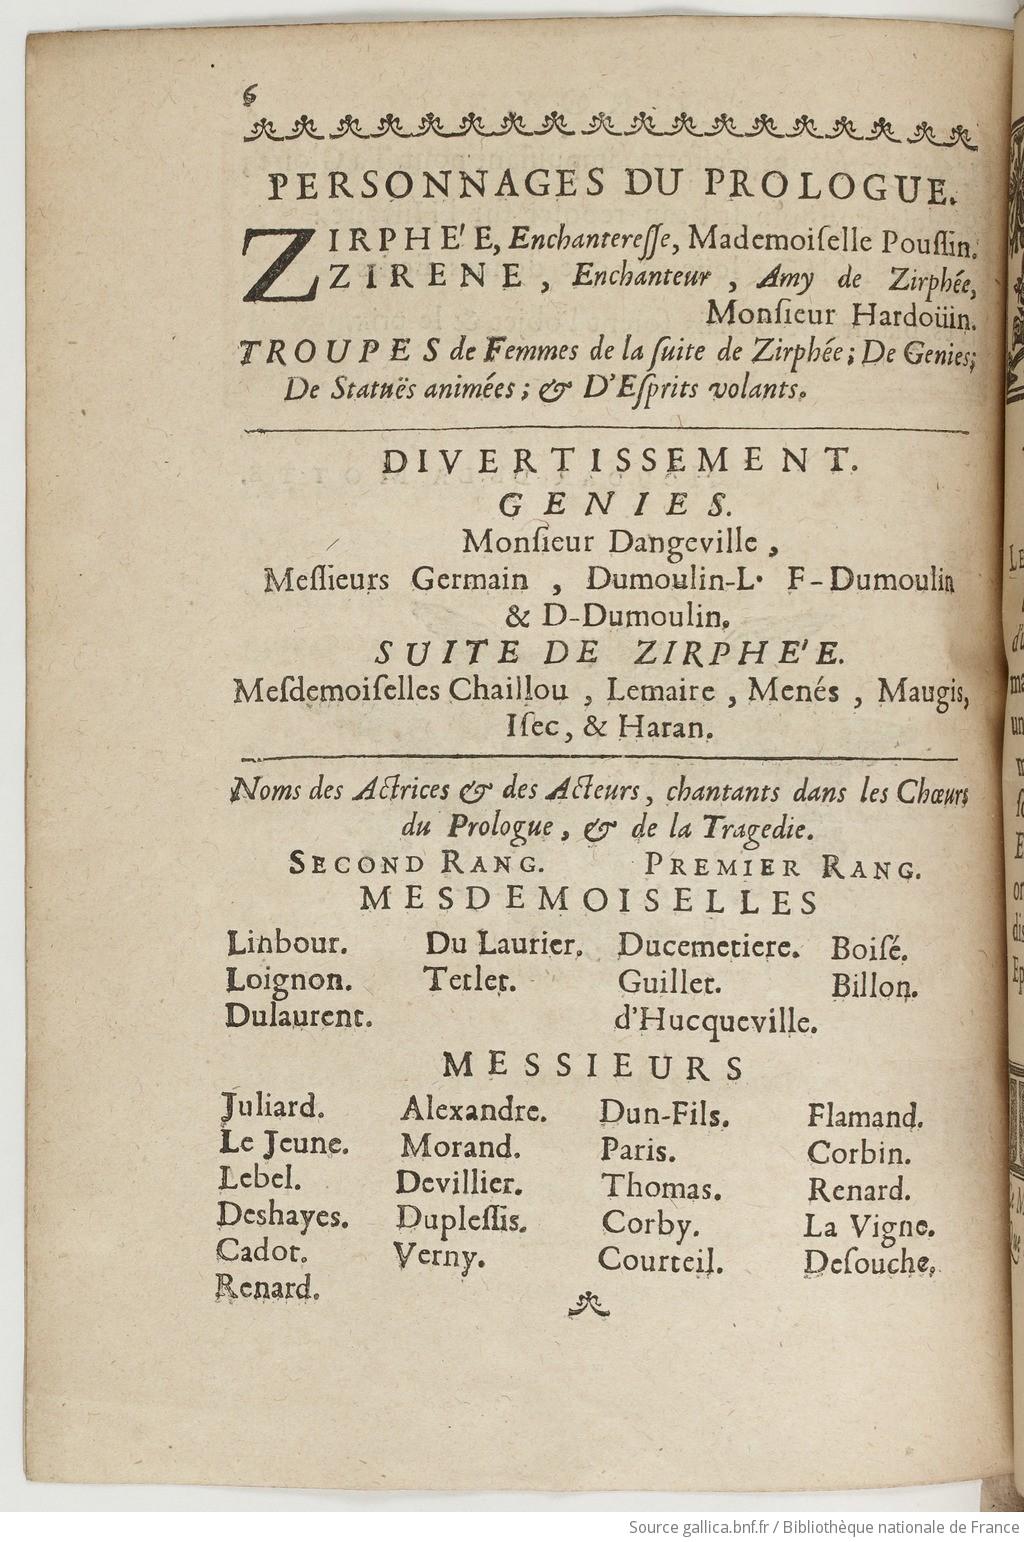 6
PERSONNAGES DU PROLOGUE.
ZIRPHE'E, Enchantereſſe, Mademoiſelle Pouſſin.
ZIRENE, Enchanteur, Amy de Zirphée,
Monſieur Hardoüin.
TROUPES de Femmes de la ſuite de Zirphée; De Genies;
De Statuës animées; & D'Eſprits volants.
DIVERTISSEMENT.
GENIES.
Monſieur Dangeville,
Meſſieurs Germain, Dumoulin-L. F-Dumoulin
& D-Dumoulin.
SUITE DE ZIRPHE'E.
Meſdemoiſelles Chaillou, Lemaire, Menés, Maugis,
Iſec, & Haran.
Noms des Actrices & des Acteurs, chantants dans les Chœurs
du Prologue, & de la Tragedie.
SECOND RANG. PREMIER RANG.
MESDEMOISELLES
Linbour. Du Laurier. Ducemetiere. Boiſé.
Loignon. Tetlet. Guillet. Billon.
Dulaurent. d'Hucqueville.
MESSIEURS
Juliard. Alexandre. Dun-Fils. Flamand.
Le Jeune. Morand. Paris. Corbin.
Lebel. Devillier. Thomas. Renard.
Deshayes. Dupleſſis. Corby. La Vigne.
Cadot. Verny. Courteil. Deſouche.
Renard.
Source gallica.bnf.fr / Bibliothèque nationale de France